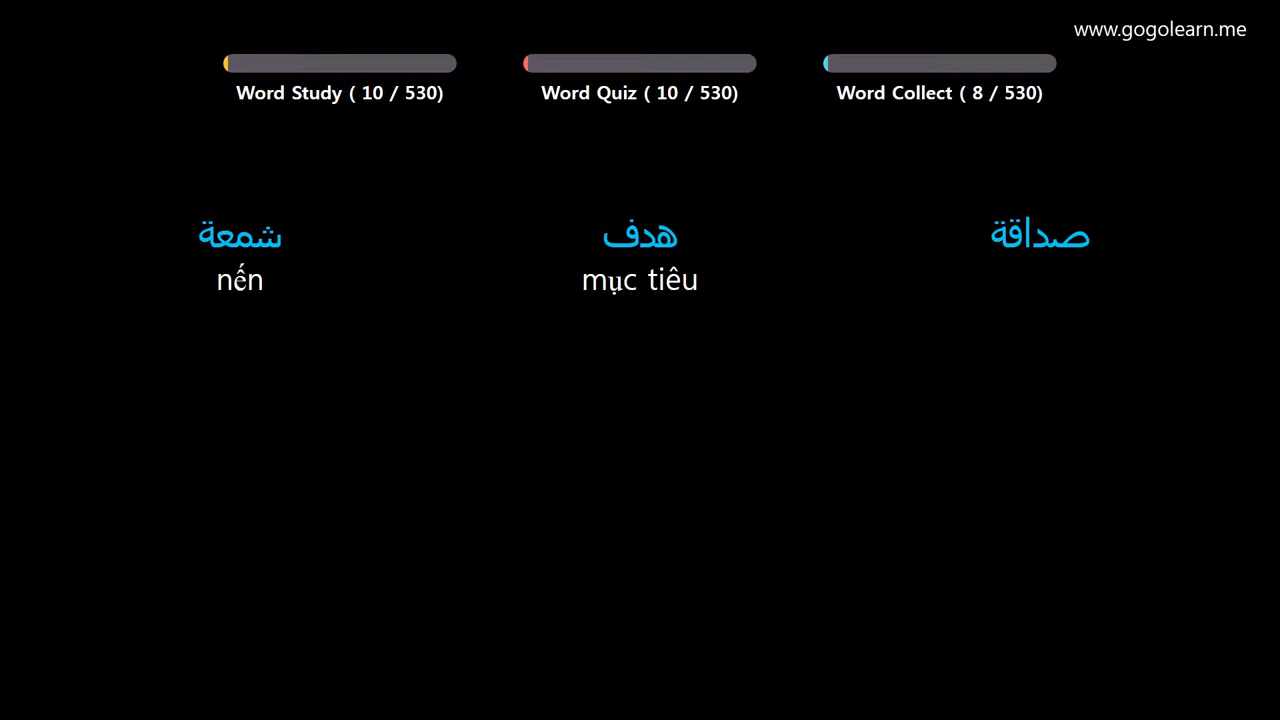 www.gogolearn.me
Word Study ( 10 / 530)
Word Quiz ( 10 / 530)
Word Collect ( 8 / 530)
شمعة
nến
هدف
mục tiêu
صداقة